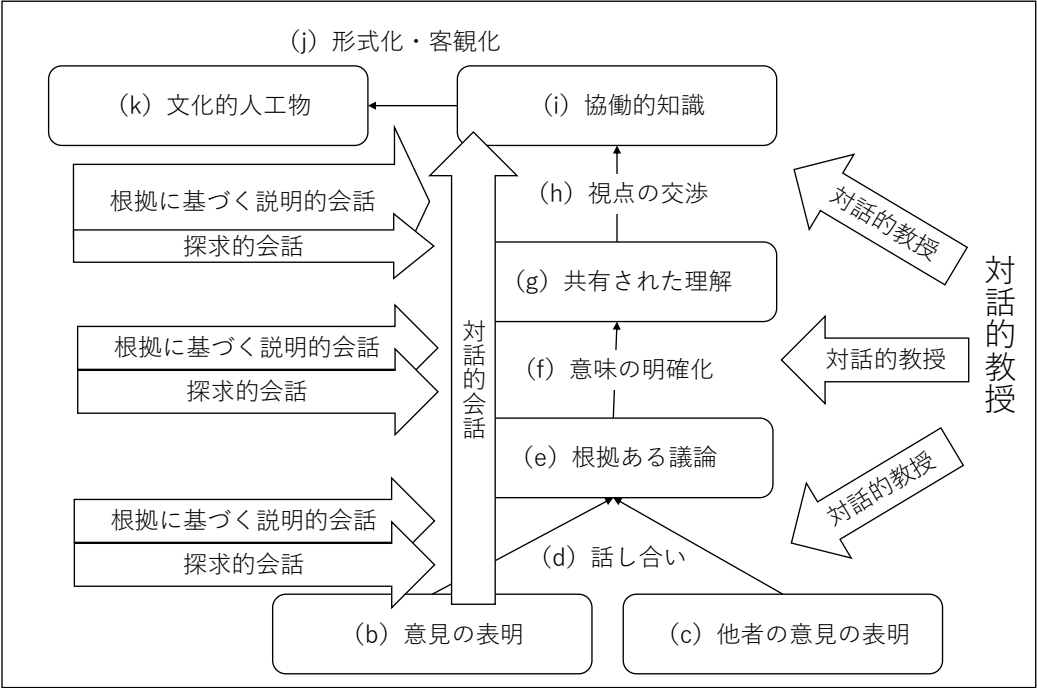 （j）形式化・客観化
（k）文化的人工物
（i）協働的知識
根拠に基づく説明的会話
探求的会話
（h）視点の交渉
対話的教授
（g）共有された理解
根拠に基づく説明的会話
探求的会話
対話的会話
（f）意味の明確化
対話的教授
対話的教授
（e）根拠ある議論
対話的教授
根拠に基づく説明的会話
探求的会話
（d）話し合い
（b）意見の表明
（c）他者の意見の表明